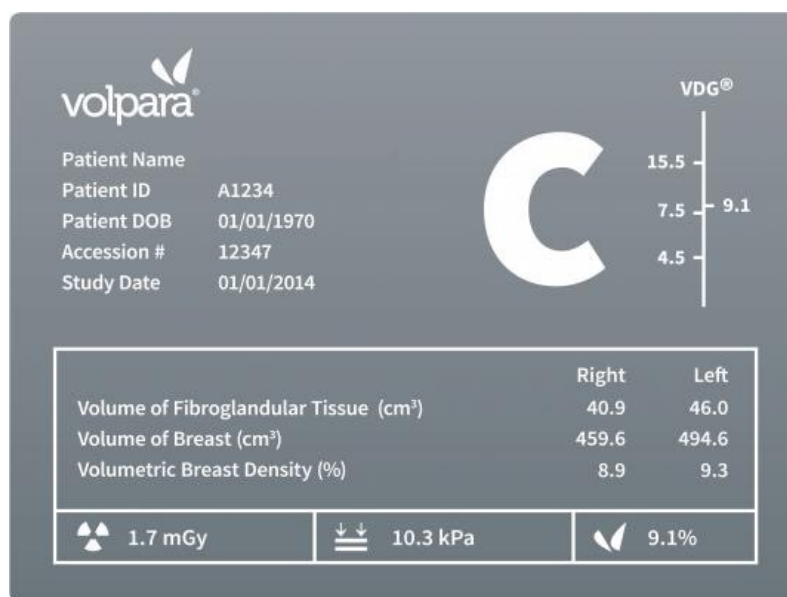 volpara®
Patient Name
Patient ID A1234
Patient DOB 01/01/1970
Accession # 12347
Study Date 01/01/2014
C
VDG®
15.5
7.5 9.1
4.5
Right Left
Volume of Fibroglandular Tissue (cm³) 40.9 46.0
Volume of Breast (cm³) 459.6 494.6
Volumetric Breast Density (%) 8.9 9.3
1.7 mGy 10.3 kPa 9.1%